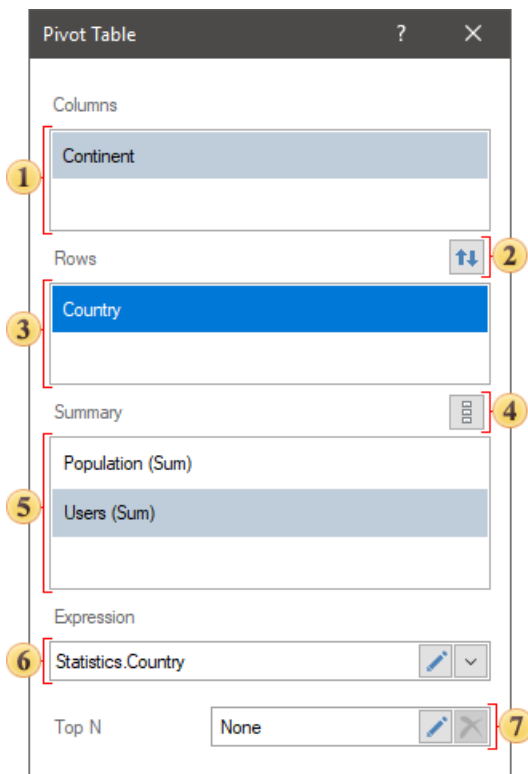 Pivot Table ? ×
Columns
1
Continent
Rows
2
3
Country
Summary
4
5
Population (Sum)
Users (Sum)
Expression
6
Statistics.Country
Top N
None
7